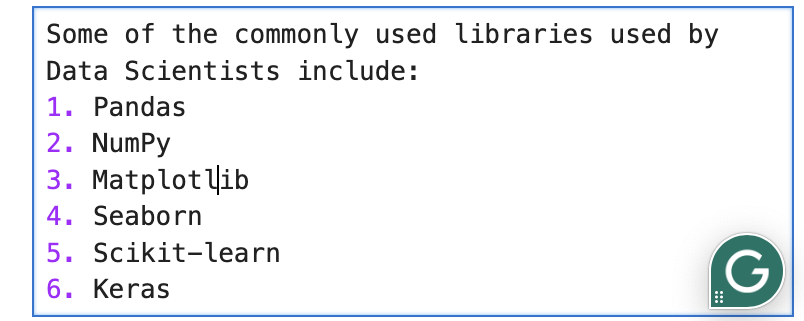 Some of the commonly used libraries used by
Data Scientists include:
1. Pandas
2. NumPy
3. Matplotlib
4. Seaborn
5. Scikit-learn
6. Keras
G